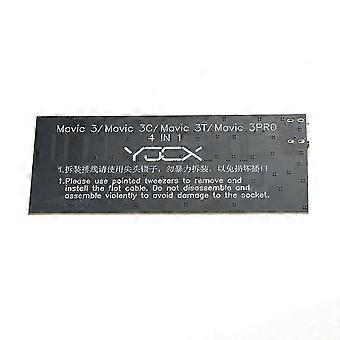 Mavic 3/Mavic 3C/Mavic 3T/Mavic 3PRO
4 IN 1
YJCX
1.拆装排线请使用尖头镊子，勿暴力拆装，以免损坏插口
1.Please use pointed tweezers to remove and
install the flat cable. Do not disassemble and
assemble violently to avoid damage to the socket.